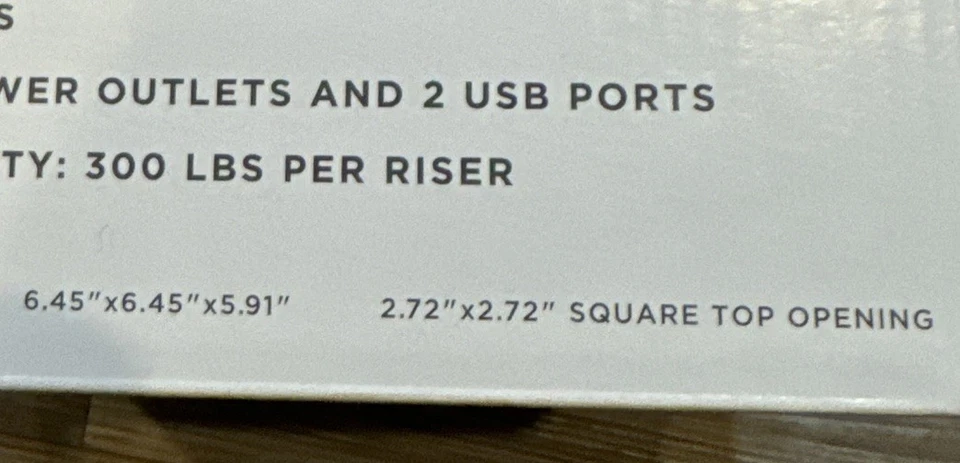 S
WER OUTLETS AND 2 USB PORTS
TY: 300 LBS PER RISER
6.45"x6.45"x5.91" 2.72"x2.72" SQUARE TOP OPENING